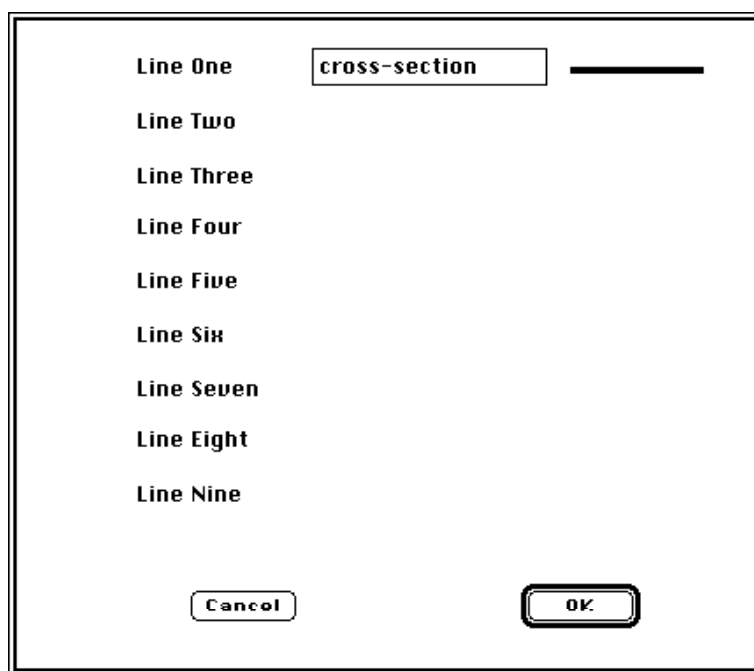 Line One cross-section
Line Two
Line Three
Line Four
Line Five
Line Six
Line Seven
Line Eight
Line Nine
Cancel OK